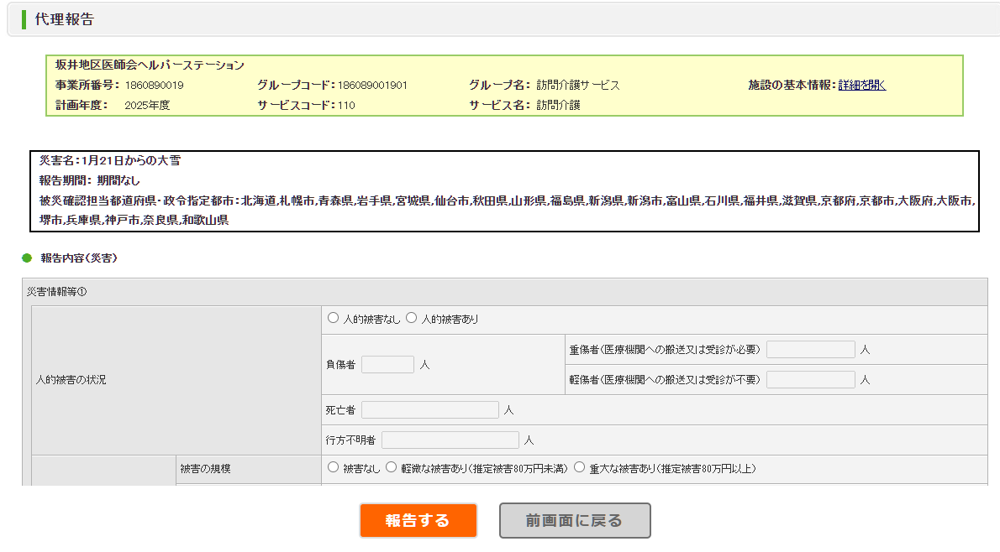 代理報告
坂井地区医師会ヘルパーステーション
事業所番号： 1860890019 グループコード：186089001901 グループ名： 訪問介護サービス 施設の基本情報：詳細を開く
計画年度： 2025年度 サービスコード：110 サービス名： 訪問介護
災害名：1月21日からの大雪
報告期間： 期間なし
被災確認担当都道府県・政令指定都市：北海道,札幌市,青森県,岩手県,宮城県,仙台市,秋田県,山形県,福島県,新潟県,新潟市,富山県,石川県,福井県,滋賀県,京都府,京都市,大阪府,大阪市,
堺市,兵庫県,神戸市,奈良県,和歌山県
報告内容（災害）
災害情報等①
人的被害なし 人的被害あり
重傷者（医療機関への搬送又は受診が必要） 人
負傷者 人
人的被害の状況
軽傷者（医療機関への搬送又は受診が不要） 人
死亡者 人
行方不明者 人
被害の規模 被害なし 軽微な被害あり（推定被害80万円未満） 重大な被害あり（推定被害80万円以上）
報告する 前画面に戻る